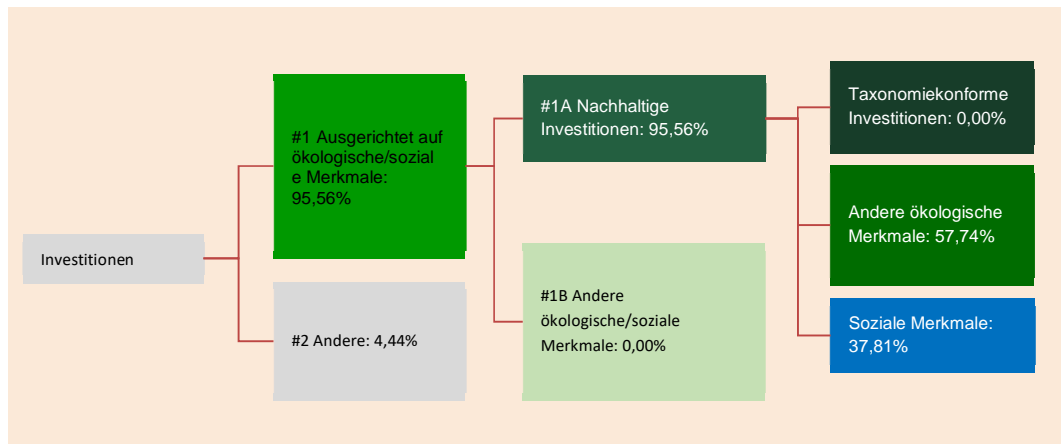 Investitionen
#1 Ausgerichtet auf
ökologische/sozial
e Merkmale:
95,56%
#2 Andere: 4,44%
#1A Nachhaltige
Investitionen: 95,56%
#1B Andere
ökologische/soziale
Merkmale: 0,00%
Taxonomiekonforme
Investitionen: 0,00%
Andere ökologische
Merkmale: 57,74%
Soziale Merkmale:
37,81%